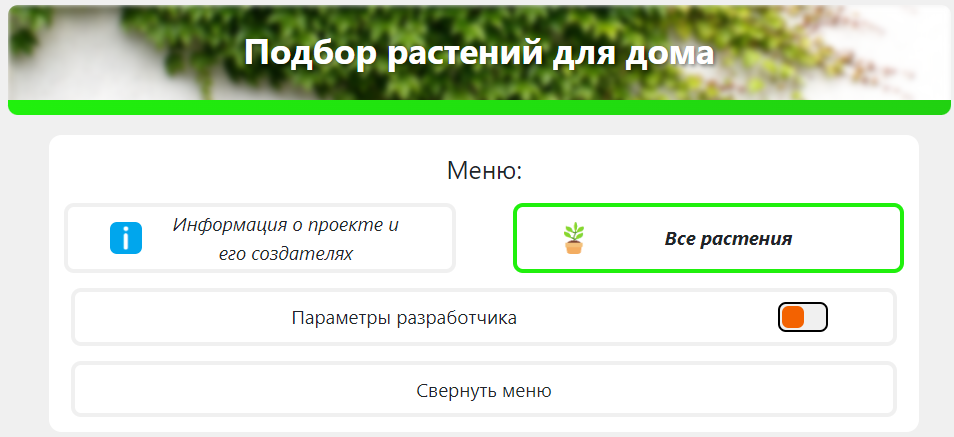 Подбор растений для дома
Меню:
Информация о проекте и
его создателях
Все растения
Параметры разработчика
Свернуть меню